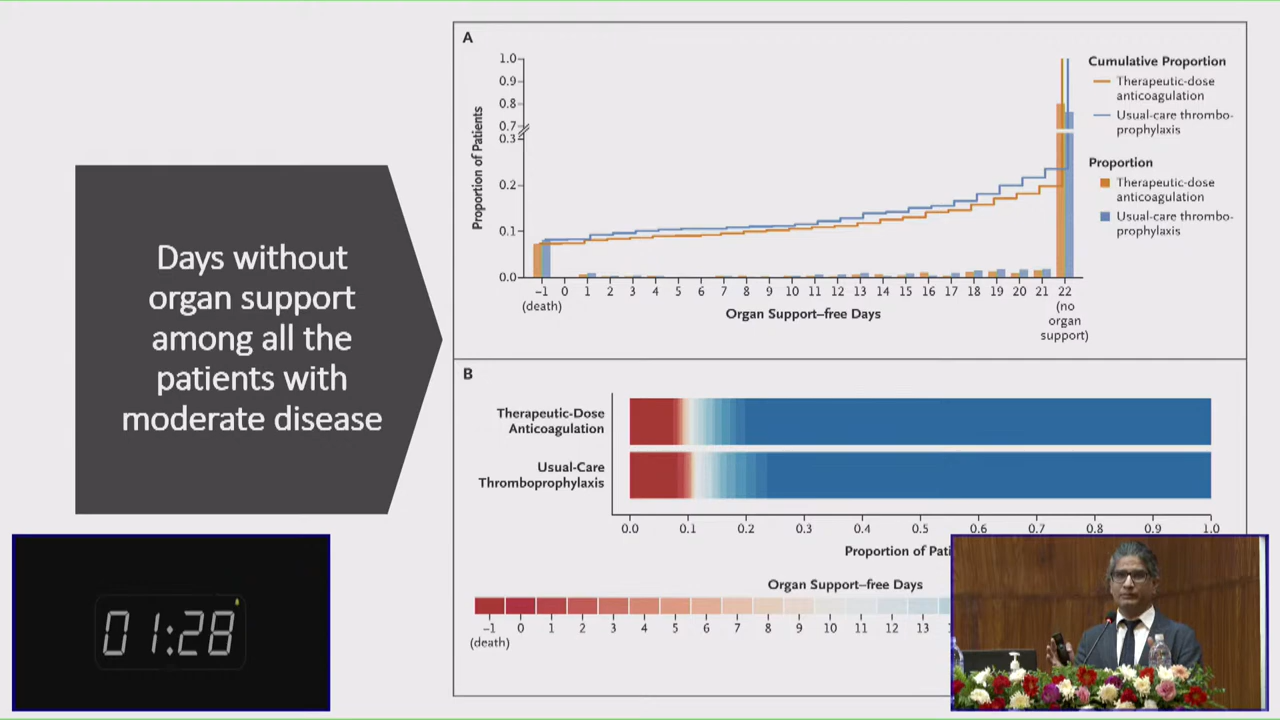 Days without
organ support
among all the
patients with
moderate disease
A
Proportion of Patients
1.0
0.9
0.8
0.7
0.3
0.2
0.1
0.0
−1 0 1 2 3 4 5 6 7 8 9 10 11 12 13 14 15 16 17 18 19 20 21 22
(death)
(no
organ
support)
Organ Support–free Days
Cumulative Proportion
Therapeutic-dose
anticoagulation
Usual-care thrombo-
prophylaxis
Proportion
Therapeutic-dose
anticoagulation
Usual-care thrombo-
prophylaxis
B
Therapeutic-Dose
Anticoagulation
Usual-Care
Thromboprophylaxis
0.0 0.1 0.2 0.3 0.4 0.5 0.6 0.7 0.8 0.9 1.0
Proportion of
Organ Support–free Days
−1 0 1 2 3 4 5 6 7 8 9 10 11 12 13
(death)
01:28